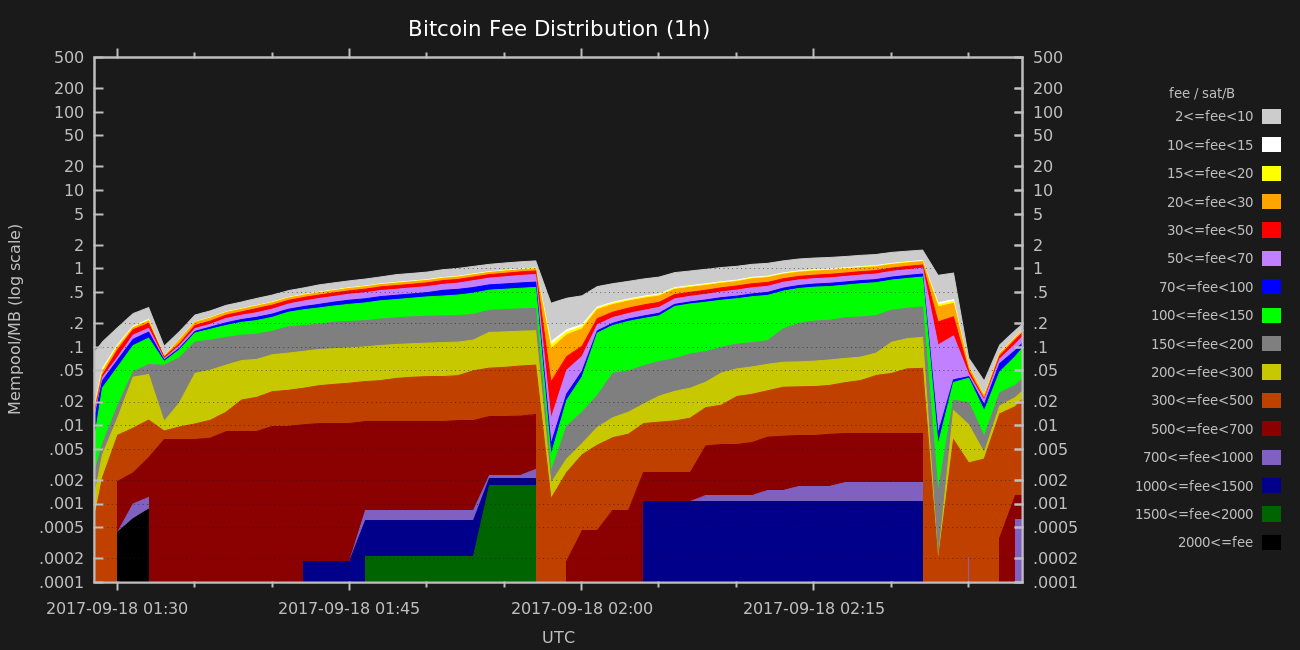 Bitcoin Fee Distribution (1h)
500 500
200 200
100 100
50 50
20 20
10 10
5 5
2 2
1 1
.5 .5
.2 .2
.1 .1
.05 .05
.02 .02
.01 .01
.005 .005
.002 .002
.001 .001
.0005 .0005
.0002 .0002
.0001 .0001
Mempool/MB (log scale)
2017-09-18 01:30 2017-09-18 01:45 2017-09-18 02:00 2017-09-18 02:15
UTC
fee / sat/B
2<=fee<10
10<=fee<15
15<=fee<20
20<=fee<30
30<=fee<50
50<=fee<70
70<=fee<100
100<=fee<150
150<=fee<200
200<=fee<300
300<=fee<500
500<=fee<700
700<=fee<1000
1000<=fee<1500
1500<=fee<2000
2000<=fee